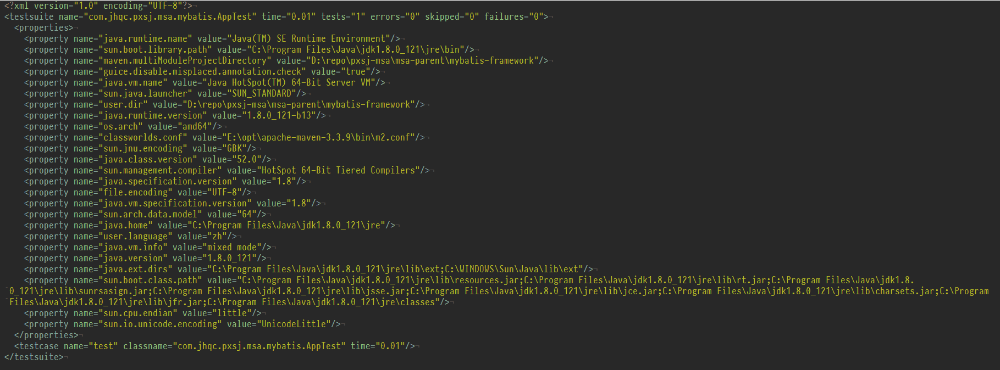 <?xml version="1.0" encoding="UTF-8"?>
<testsuite name="com.jhqc.pxsj.msa.mybatis.AppTest" time="0.01" tests="1" errors="0" skipped="0" failures="0">
  <properties>
    <property name="java.runtime.name" value="Java(TM) SE Runtime Environment"/>
    <property name="sun.boot.library.path" value="C:\Program Files\Java\jdk1.8.0_121\jre\bin"/>
    <property name="maven.multiModuleProjectDirectory" value="D:\repo\pxsj-msa\msa-parent\mybatis-framework"/>
    <property name="guice.disable.misplaced.annotation.check" value="true"/>
    <property name="java.vm.name" value="Java HotSpot(TM) 64-Bit Server VM"/>
    <property name="sun.java.launcher" value="SUN_STANDARD"/>
    <property name="user.dir" value="D:\repo\pxsj-msa\msa-parent\mybatis-framework"/>
    <property name="java.runtime.version" value="1.8.0_121-b13"/>
    <property name="os.arch" value="amd64"/>
    <property name="classworlds.conf" value="E:\opt\apache-maven-3.3.9\bin\m2.conf"/>
    <property name="sun.jnu.encoding" value="GBK"/>
    <property name="java.class.version" value="52.0"/>
    <property name="sun.management.compiler" value="HotSpot 64-Bit Tiered Compilers"/>
    <property name="java.specification.version" value="1.8"/>
    <property name="file.encoding" value="UTF-8"/>
    <property name="java.vm.specification.version" value="1.8"/>
    <property name="sun.arch.data.model" value="64"/>
    <property name="java.home" value="C:\Program Files\Java\jdk1.8.0_121\jre"/>
    <property name="user.language" value="zh"/>
    <property name="java.vm.info" value="mixed mode"/>
    <property name="java.version" value="1.8.0_121"/>
    <property name="java.ext.dirs" value="C:\Program Files\Java\jdk1.8.0_121\jre\lib\ext;C:\WINDOWS\Sun\Java\lib\ext"/>
    <property name="sun.boot.class.path" value="C:\Program Files\Java\jdk1.8.0_121\jre\lib\resources.jar;C:\Program Files\Java\jdk1.8.0_121\jre\lib\rt.jar;C:\Program Files\Java\jdk1.8.
0_121\jre\lib\sunrsasign.jar;C:\Program Files\Java\jdk1.8.0_121\jre\lib\jsse.jar;C:\Program Files\Java\jdk1.8.0_121\jre\lib\jce.jar;C:\Program Files\Java\jdk1.8.0_121\jre\lib\charsets.jar;C:\Program
Files\Java\jdk1.8.0_121\jre\lib\jfr.jar;C:\Program Files\Java\jdk1.8.0_121\jre\classes"/>
    <property name="sun.cpu.endian" value="little"/>
    <property name="sun.io.unicode.encoding" value="UnicodeLittle"/>
  </properties>
  <testcase name="test" classname="com.jhqc.pxsj.msa.mybatis.AppTest" time="0.01"/>
</testsuite>